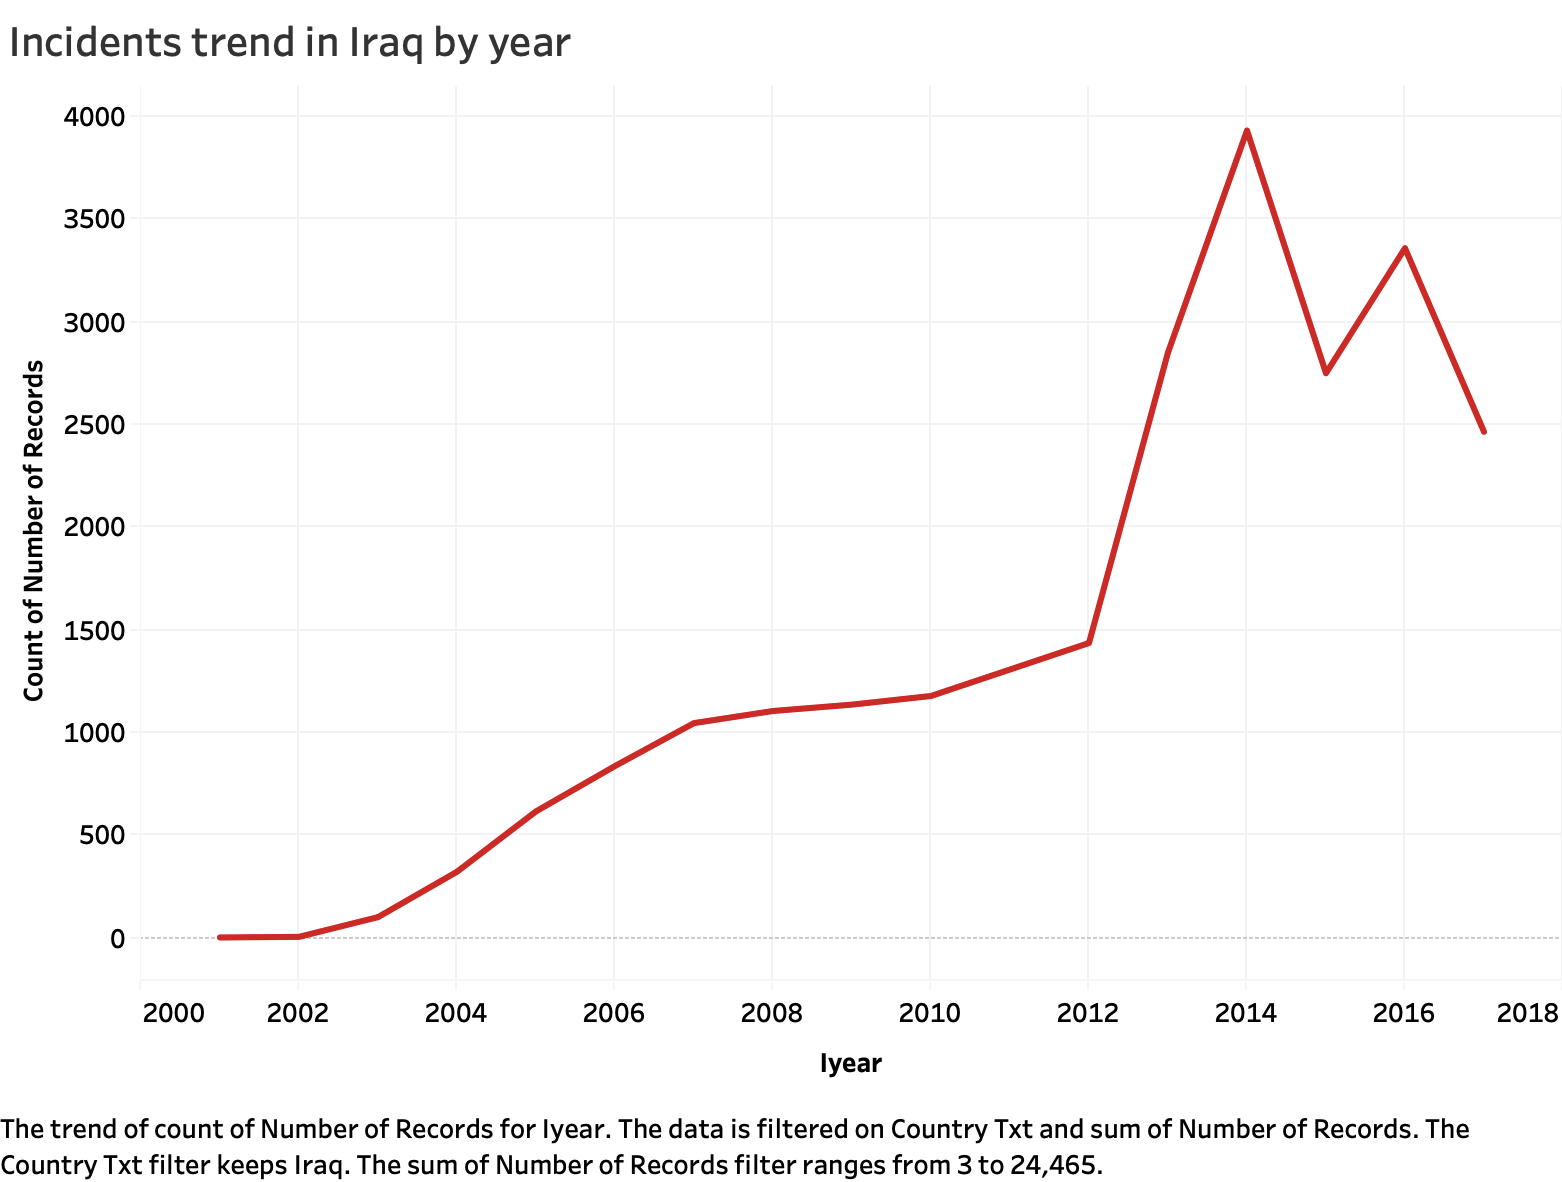 Incidents trend in Iraq by year
4000
3500
3000
2500
2000
1500
1000
500
0
Count of Number of Records
2000 2002 2004 2006 2008 2010 2012 2014 2016 2018
Iyear
The trend of count of Number of Records for Iyear. The data is filtered on Country Txt and sum of Number of Records. The
Country Txt filter keeps Iraq. The sum of Number of Records filter ranges from 3 to 24,465.